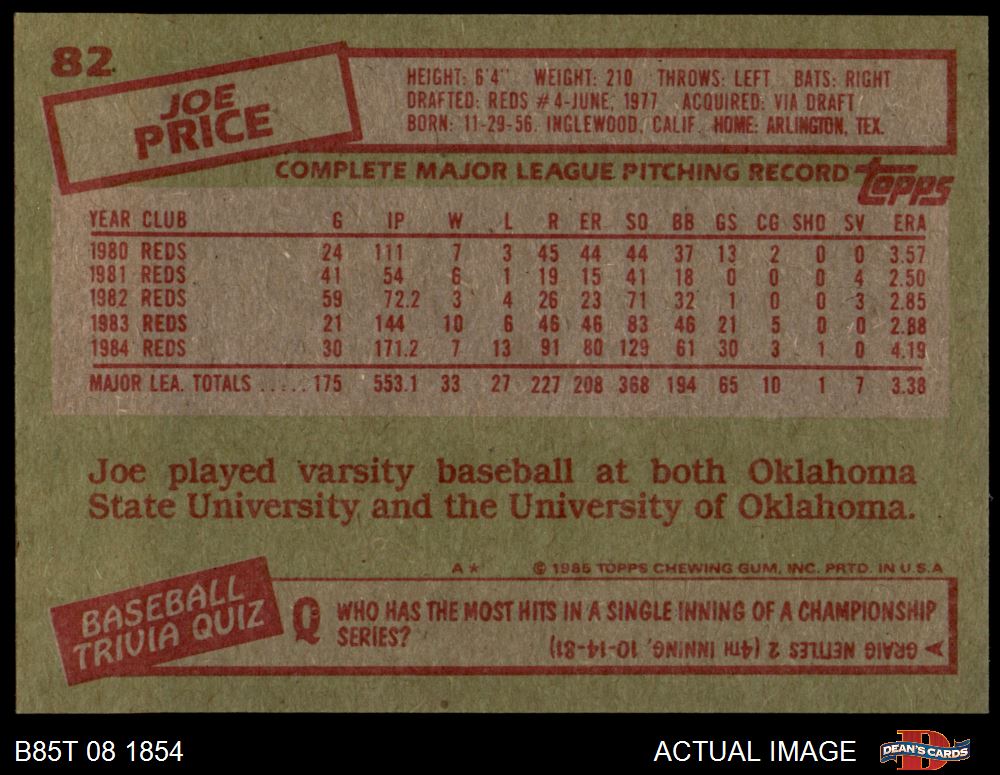 82
JOE
PRICE
HEIGHT: 6'4" WEIGHT: 210 THROWS: LEFT BATS: RIGHT
DRAFTED: REDS #4-JUNE, 1977 ACQUIRED: VIA DRAFT
BORN: 11-29-56, INGLEWOOD, CALIF. HOME: ARLINGTON, TEX.
COMPLETE MAJOR LEAGUE PITCHING RECORD topps
YEAR CLUB G IP W L R ER SO BB GS CG SHO SV ERA
1980 REDS 24 111 7 3 45 44 44 37 13 2 0 0 3.57
1981 REDS 41 54 6 1 19 15 41 18 0 0 0 4 2.50
1982 REDS 59 72.2 3 4 26 23 71 32 1 0 0 3 2.85
1983 REDS 21 144 10 6 46 46 83 46 21 5 0 0 2.88
1984 REDS 30 171.2 7 13 91 80 129 61 30 3 1 0 4.19
MAJOR LEA. TOTALS ..... 175 553.1 33 27 227 208 368 194 65 10 1 7 3.38
Joe played varsity baseball at both Oklahoma
State University and the University of Oklahoma.
A* © 1985 TOPPS CHEWING GUM, INC. PRTD. IN U.S.A
BASEBALL
TRIVIA QUIZ
Q WHO HAS THE MOST HITS IN A SINGLE INNING OF A CHAMPIONSHIP
SERIES?
A GRAIG NETTLES 2 (4TH INNING, 10-14-81)
B85T 08 1854
ACTUAL IMAGE
D
DEAN'S CARDS